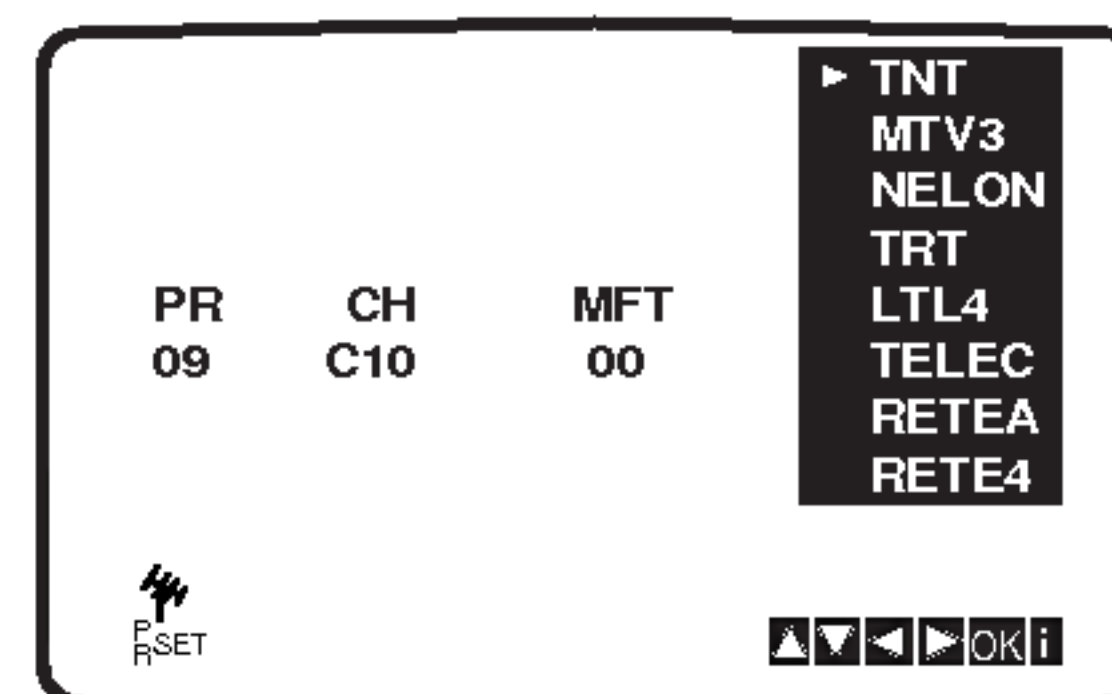 TNT
MTV3
NELON
TRT
PR CH MFT LTL4
09 C10 00 TELEC
RETEA
RETE4
PR SET
OK i